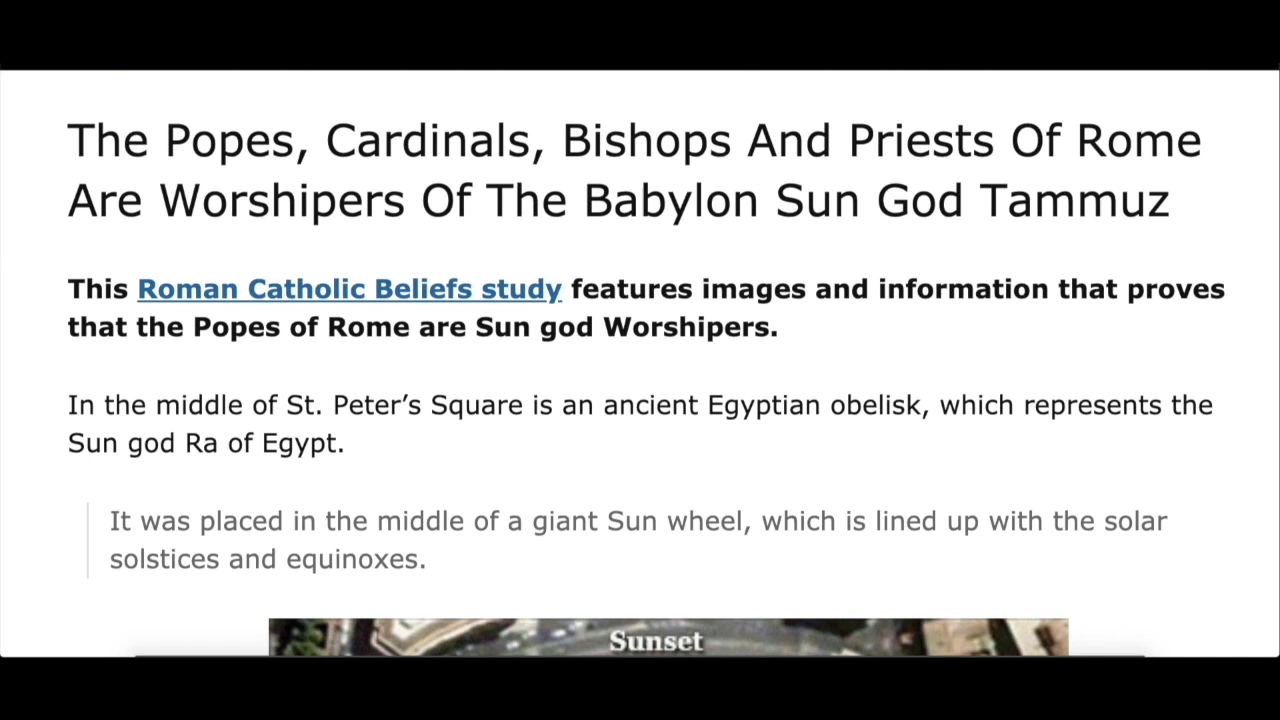 The Popes, Cardinals, Bishops And Priests Of Rome
Are Worshipers Of The Babylon Sun God Tammuz
This Roman Catholic Beliefs study features images and information that proves
that the Popes of Rome are Sun god Worshipers.
In the middle of St. Peter’s Square is an ancient Egyptian obelisk, which represents the
Sun god Ra of Egypt.
It was placed in the middle of a giant Sun wheel, which is lined up with the solar
solstices and equinoxes.
Sunset